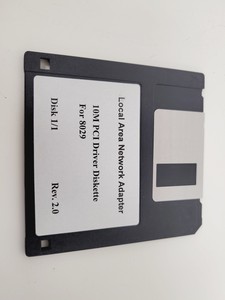 Local Area Network Adapter
10M PCI Driver Diskette
For 8029
Disk 1/1 Rev. 2.0